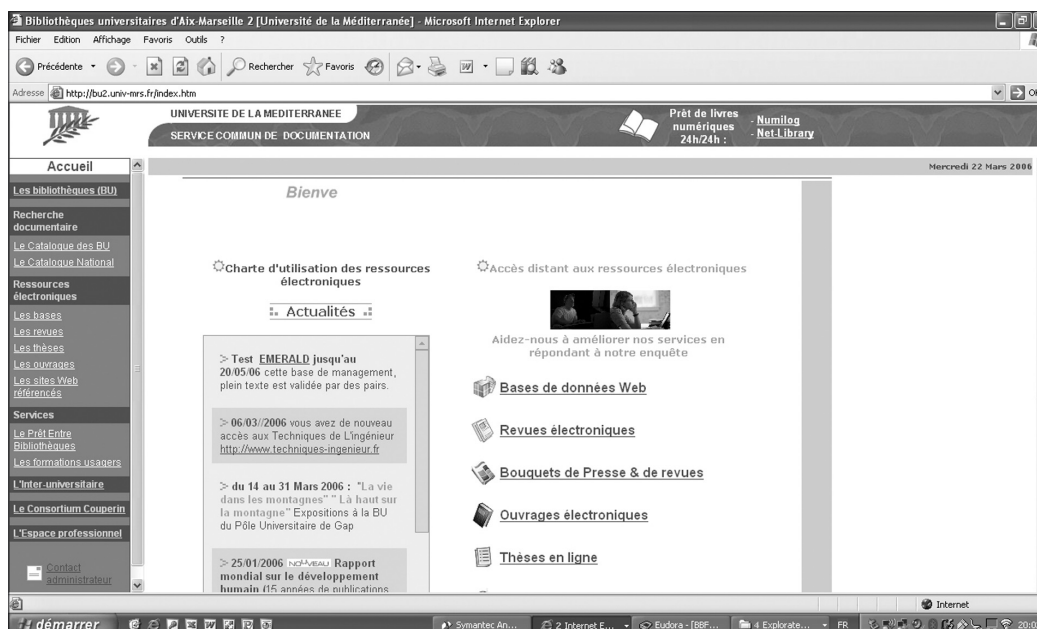 Bibliothèques universitaires d'Aix-Marseille 2 [Université de la Méditerranée] - Microsoft Internet Explorer
Fichier Edition Affichage Favoris Outils ?
Précédente Rechercher Favoris
Adresse http://bu2.univ-mrs.fr/index.htm
UNIVERSITE DE LA MEDITERRANEE
SERVICE COMMUN DE DOCUMENTATION
Prêt de livres
numériques
24h/24h :
- Numilog
- Net-Library
Accueil
Mercredi 22 Mars 2006
Les bibliothèques (BU)
Recherche
documentaire
Le Catalogue des BU
Le Catalogue National
Ressources
électroniques
Les bases
Les revues
Les thèses
Les ouvrages
Les sites Web
référencés
Services
Le Prêt Entre
Bibliothèques
Les formations usagers
L'Inter-universitaire
Le Consortium Couperin
L'Espace professionnel
Contact
administrateur
Bienve
Charte d'utilisation des ressources
électroniques
Actualités
> Test EMERALD jusqu'au
20/05/06 cette base de management,
plein texte est validée par des pairs.
> 06/03//2006 vous avez de nouveau
accès aux Techniques de L'ingénieur
http://www.techniques-ingenieur.fr
> du 14 au 31 Mars 2006 : "La vie
dans les montagnes" " Là haut sur
la montagne" Expositions à la BU
du Pôle Universitaire de Gap
> 25/01/2006 NOUVEAU Rapport
mondial sur le développement
humain (15 années de publications
Accès distant aux ressources électroniques
Aidez-nous à améliorer nos services en
répondant à notre enquête
Bases de données Web
Revues électroniques
Bouquets de Presse & de revues
Ouvrages électroniques
Thèses en ligne
Internet
démarrer Symantec An... 2 Internet E... Eudora - [BBF... 4 Explorate... FR 20:0